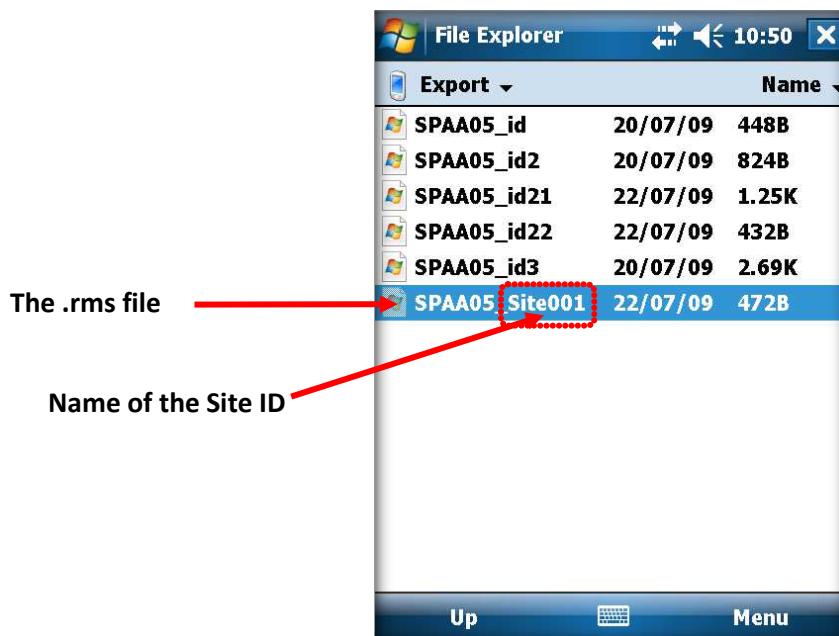 File Explorer 10:50
Export Name
SPAA05_id 20/07/09 448B
SPAA05_id2 20/07/09 824B
SPAA05_id21 22/07/09 1.25K
SPAA05_id22 22/07/09 432B
SPAA05_id3 20/07/09 2.69K
The .rms file
SPAA05_Site001 22/07/09 472B
Name of the Site ID
Up Menu